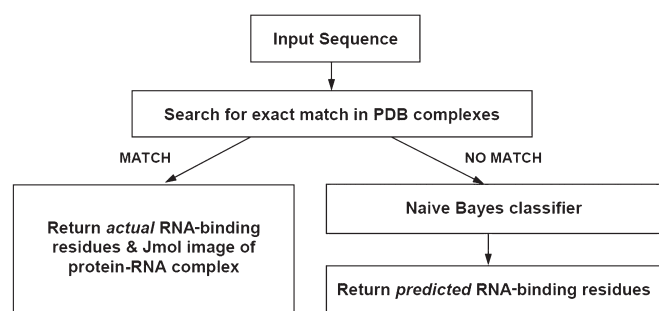 Input Sequence
Search for exact match in PDB complexes
MATCH
NO MATCH
Return actual RNA-binding
residues & Jmol image of
protein-RNA complex
Naive Bayes classifier
Return predicted RNA-binding residues